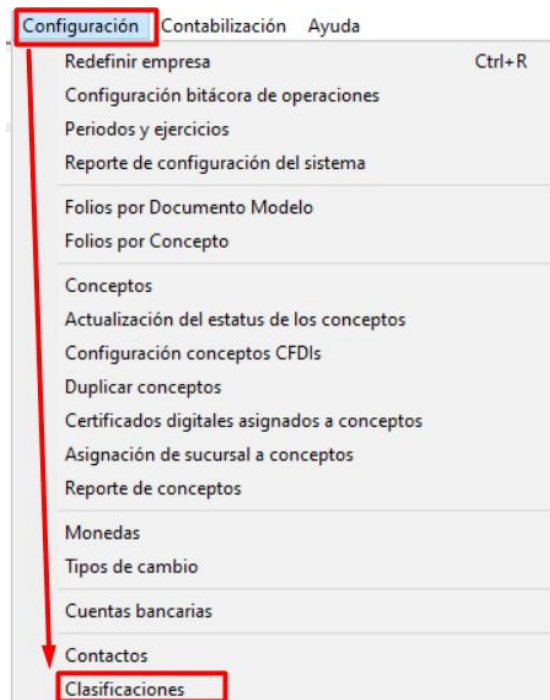 Configuración Contabilización Ayuda
Redefinir empresa Ctrl+R
Configuración bitácora de operaciones
Periodos y ejercicios
Reporte de configuración del sistema
Folios por Documento Modelo
Folios por Concepto
Conceptos
Actualización del estatus de los conceptos
Configuración conceptos CFDIs
Duplicar conceptos
Certificados digitales asignados a conceptos
Asignación de sucursal a conceptos
Reporte de conceptos
Monedas
Tipos de cambio
Cuentas bancarias
Contactos
Clasificaciones